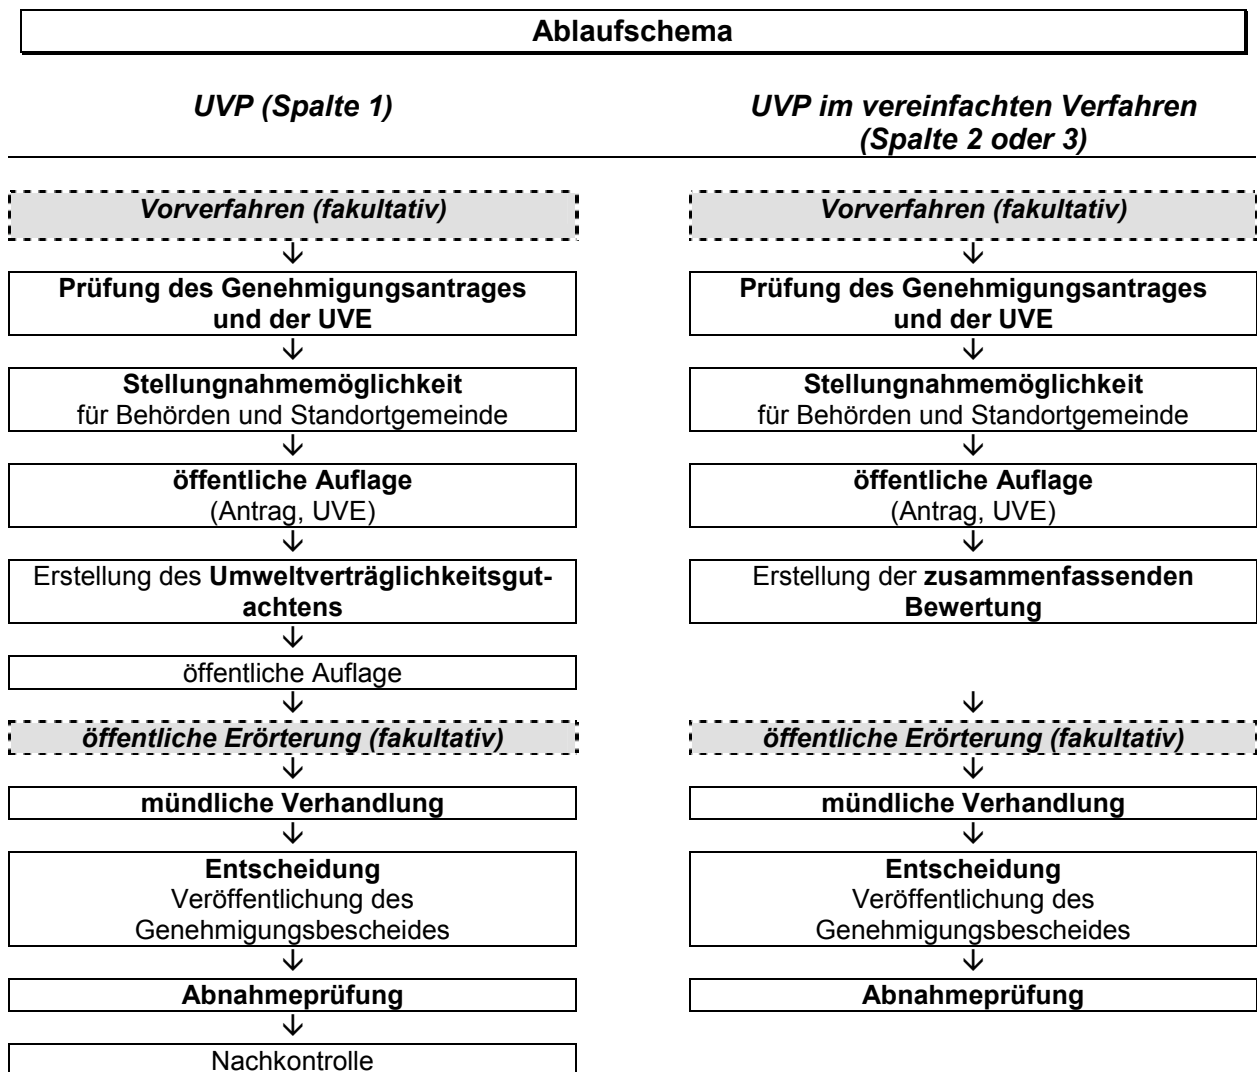 Ablaufschema
UVP (Spalte 1)
UVP im vereinfachten Verfahren
(Spalte 2 oder 3)
Vorverfahren (fakultativ)
Prüfung des Genehmigungsantrages
und der UVE
Stellungnahmemöglichkeit
für Behörden und Standortgemeinde
öffentliche Auflage
(Antrag, UVE)
Erstellung des Umweltverträglichkeitsgut-
achtens
öffentliche Auflage
öffentliche Erörterung (fakultativ)
mündliche Verhandlung
Entscheidung
Veröffentlichung des
Genehmigungsbescheides
Abnahmeprüfung
Nachkontrolle
Vorverfahren (fakultativ)
Prüfung des Genehmigungsantrages
und der UVE
Stellungnahmemöglichkeit
für Behörden und Standortgemeinde
öffentliche Auflage
(Antrag, UVE)
Erstellung der zusammenfassenden
Bewertung
öffentliche Erörterung (fakultativ)
mündliche Verhandlung
Entscheidung
Veröffentlichung des
Genehmigungsbescheides
Abnahmeprüfung